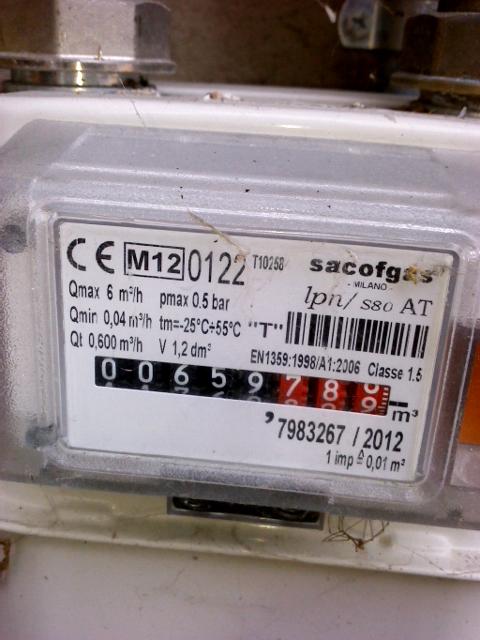 CE M12 0122 T10258 sacofgas
- MILANO -
Qmax 6 m³/h pmax 0.5 bar lpn/ S80 AT
Qmin 0,04 m³/h tm=-25°C÷55°C "T"
Qt 0,600 m³/h V 1,2 dm³ EN1359:1998/A1:2006 Classe 1.5
0 0 6 5 9 7 8 m³
7983267 / 2012
1 imp ≙ 0,01 m³